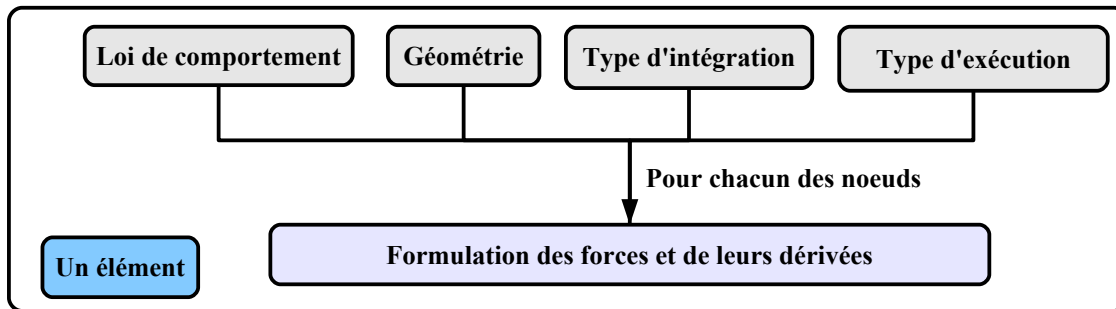 Loi de comportement
Géométrie
Type d'intégration
Type d'exécution
Pour chacun des noeuds
Formulation des forces et de leurs dérivées
Un élément